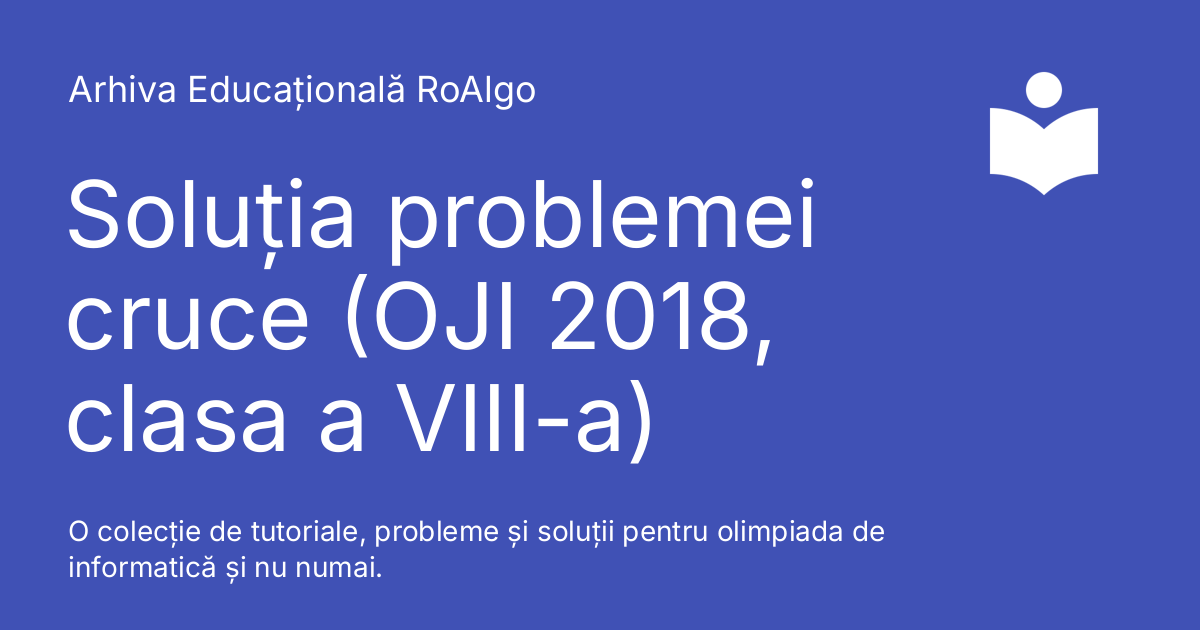 Arhiva Educațională RoAlgo
Soluția problemei
cruce (OJI 2018,
clasa a VIII-a)
O colecție de tutoriale, probleme și soluții pentru olimpiada de
informatică și nu numai.